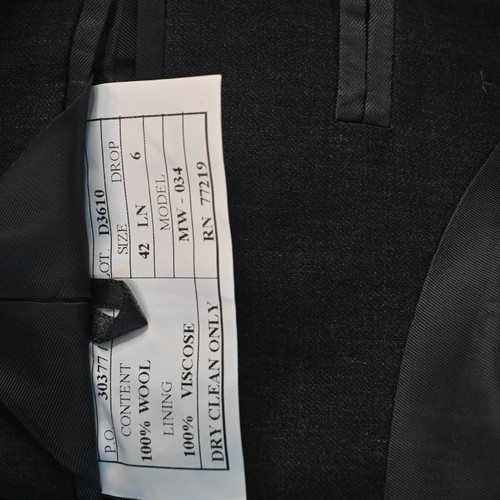 P.O. 30377
LOT. D3610
CONTENT
100% WOOL
SIZE DROP
42 LN 6
LINING
100% VISCOSE
MODEL
MW - 034
DRY CLEAN ONLY
RN 77219